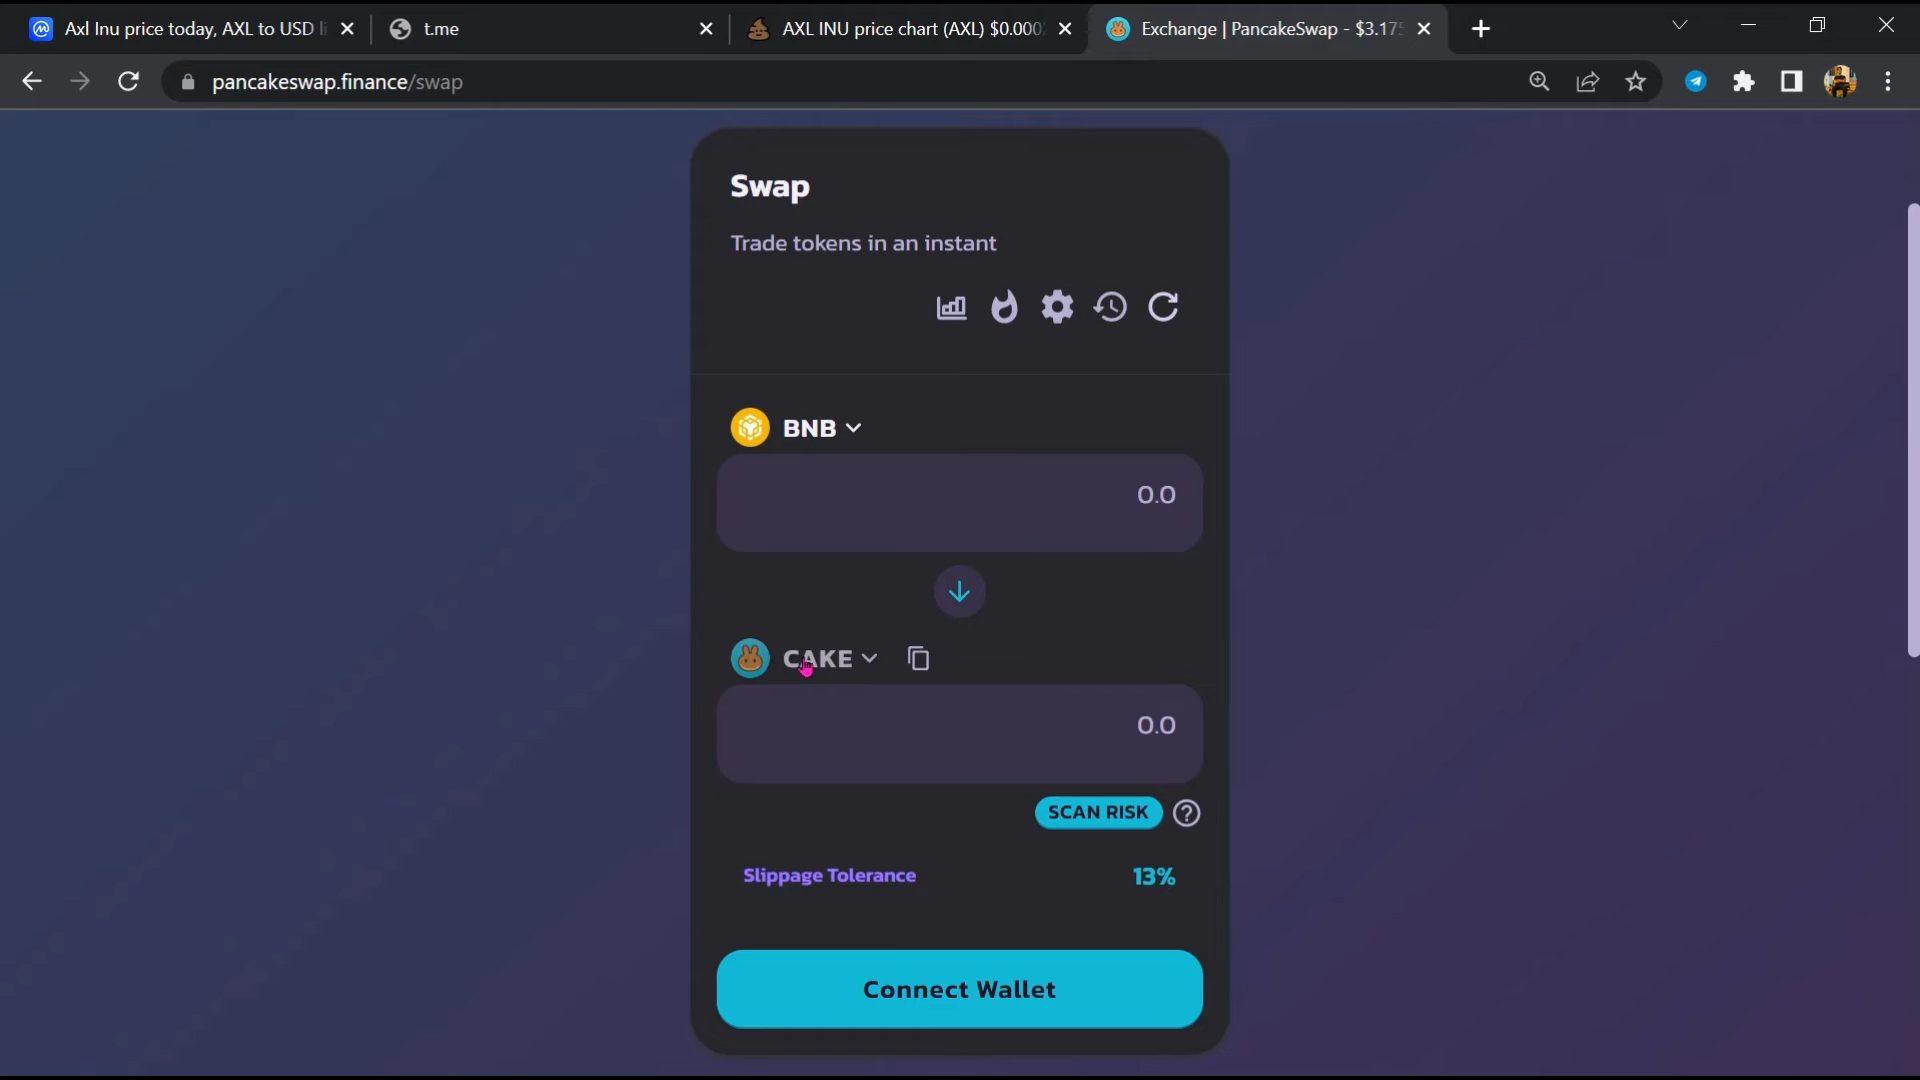 Axl Inu price today, AXL to USD li
t.me
AXL INU price chart (AXL) $0.000
Exchange | PancakeSwap - $3.175
pancakeswap.finance/swap
Swap
Trade tokens in an instant
BNB
0.0
CAKE
0.0
SCAN RISK
Slippage Tolerance
13%
Connect Wallet